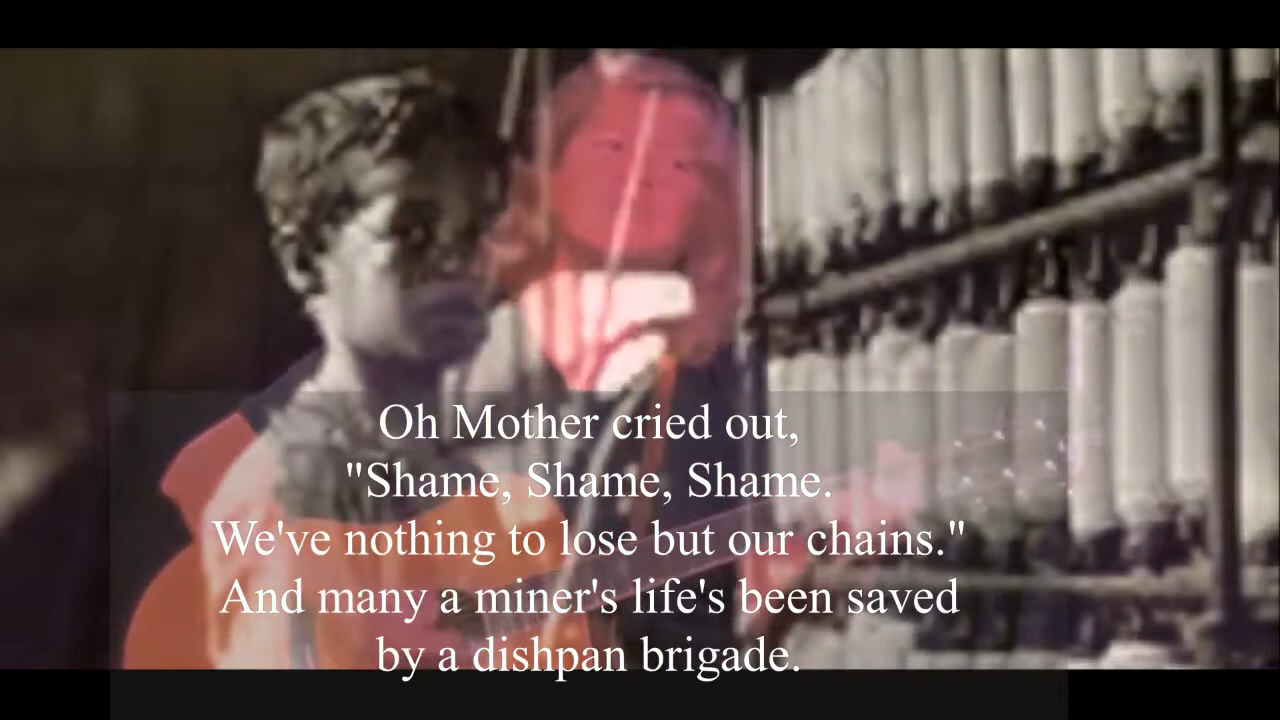 Oh Mother cried out,
"Shame, Shame, Shame.
We've nothing to lose but our chains."
And many a miner's life's been saved
by a dishpan brigade.